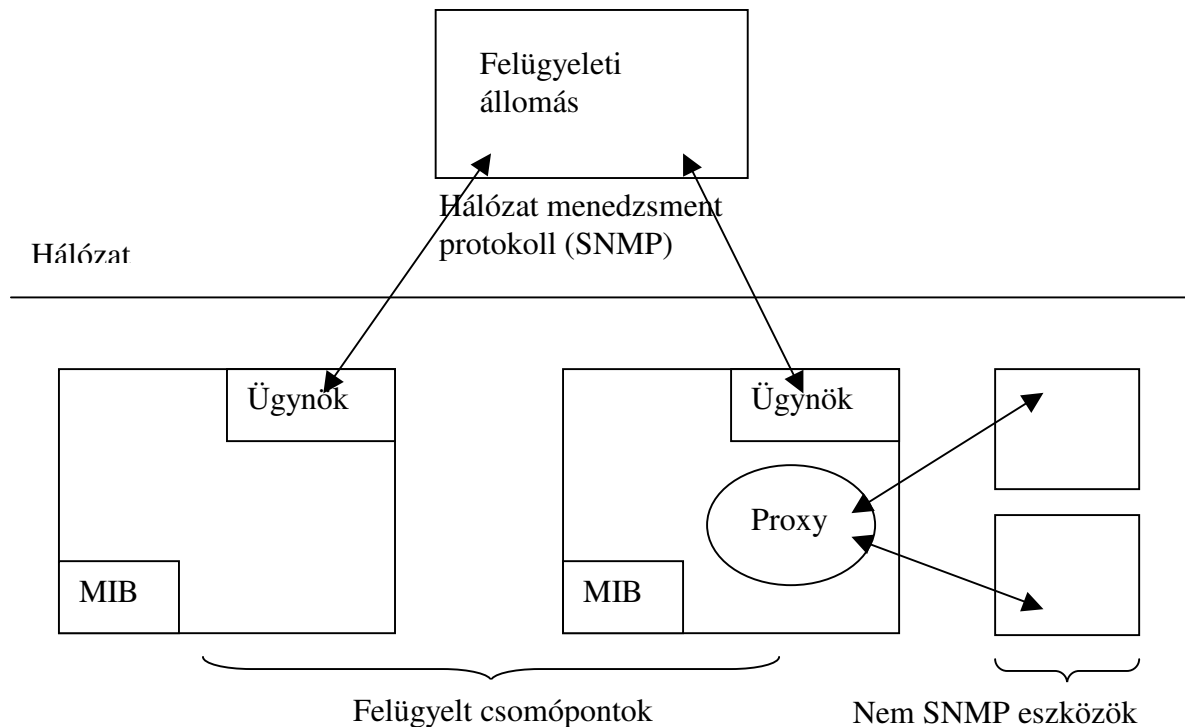 Felügyeleti
állomás
Hálózat menedzsment
protokoll (SNMP)
Hálózat
Ügynök
Ügynök
Proxy
MIB
MIB
Felügyelt csomópontok
Nem SNMP eszközök